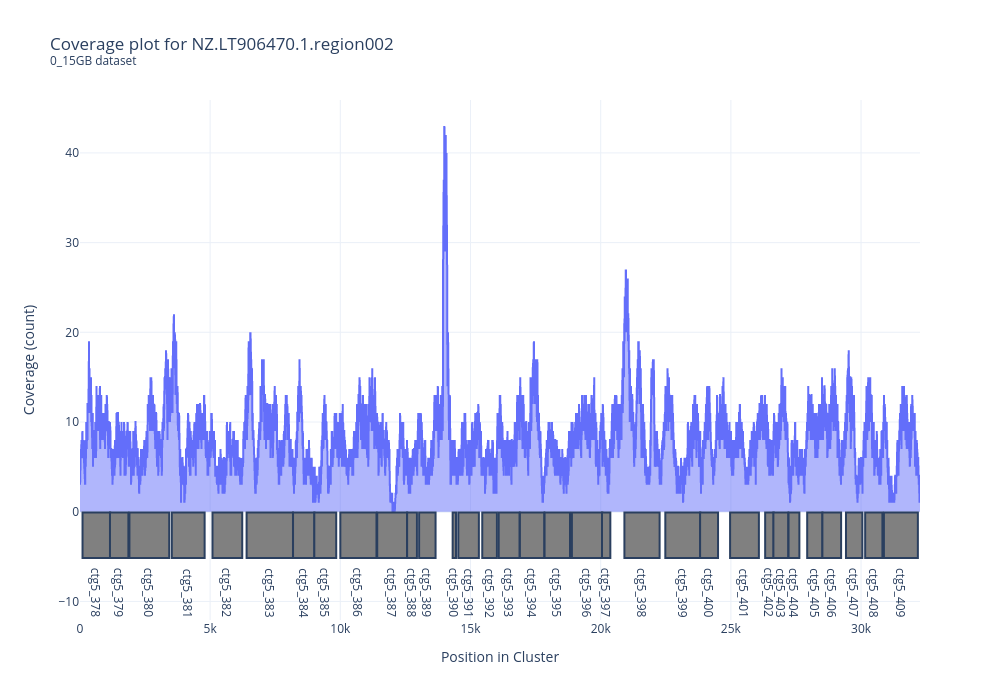 Coverage plot for NZ.LT906470.1.region002
0_15GB dataset
Coverage (count)
40
30
20
10
0
−10
ctg5_378
ctg5_379
ctg5_380
ctg5_381
ctg5_382
ctg5_383
ctg5_384
ctg5_385
ctg5_386
ctg5_387
ctg5_388
ctg5_389
ctg5_390
ctg5_391
ctg5_392
ctg5_393
ctg5_394
ctg5_395
ctg5_396
ctg5_397
ctg5_398
ctg5_399
ctg5_400
ctg5_401
ctg5_402
ctg5_403
ctg5_404
ctg5_405
ctg5_406
ctg5_407
ctg5_408
ctg5_409
0 5k 10k 15k 20k 25k 30k
Position in Cluster